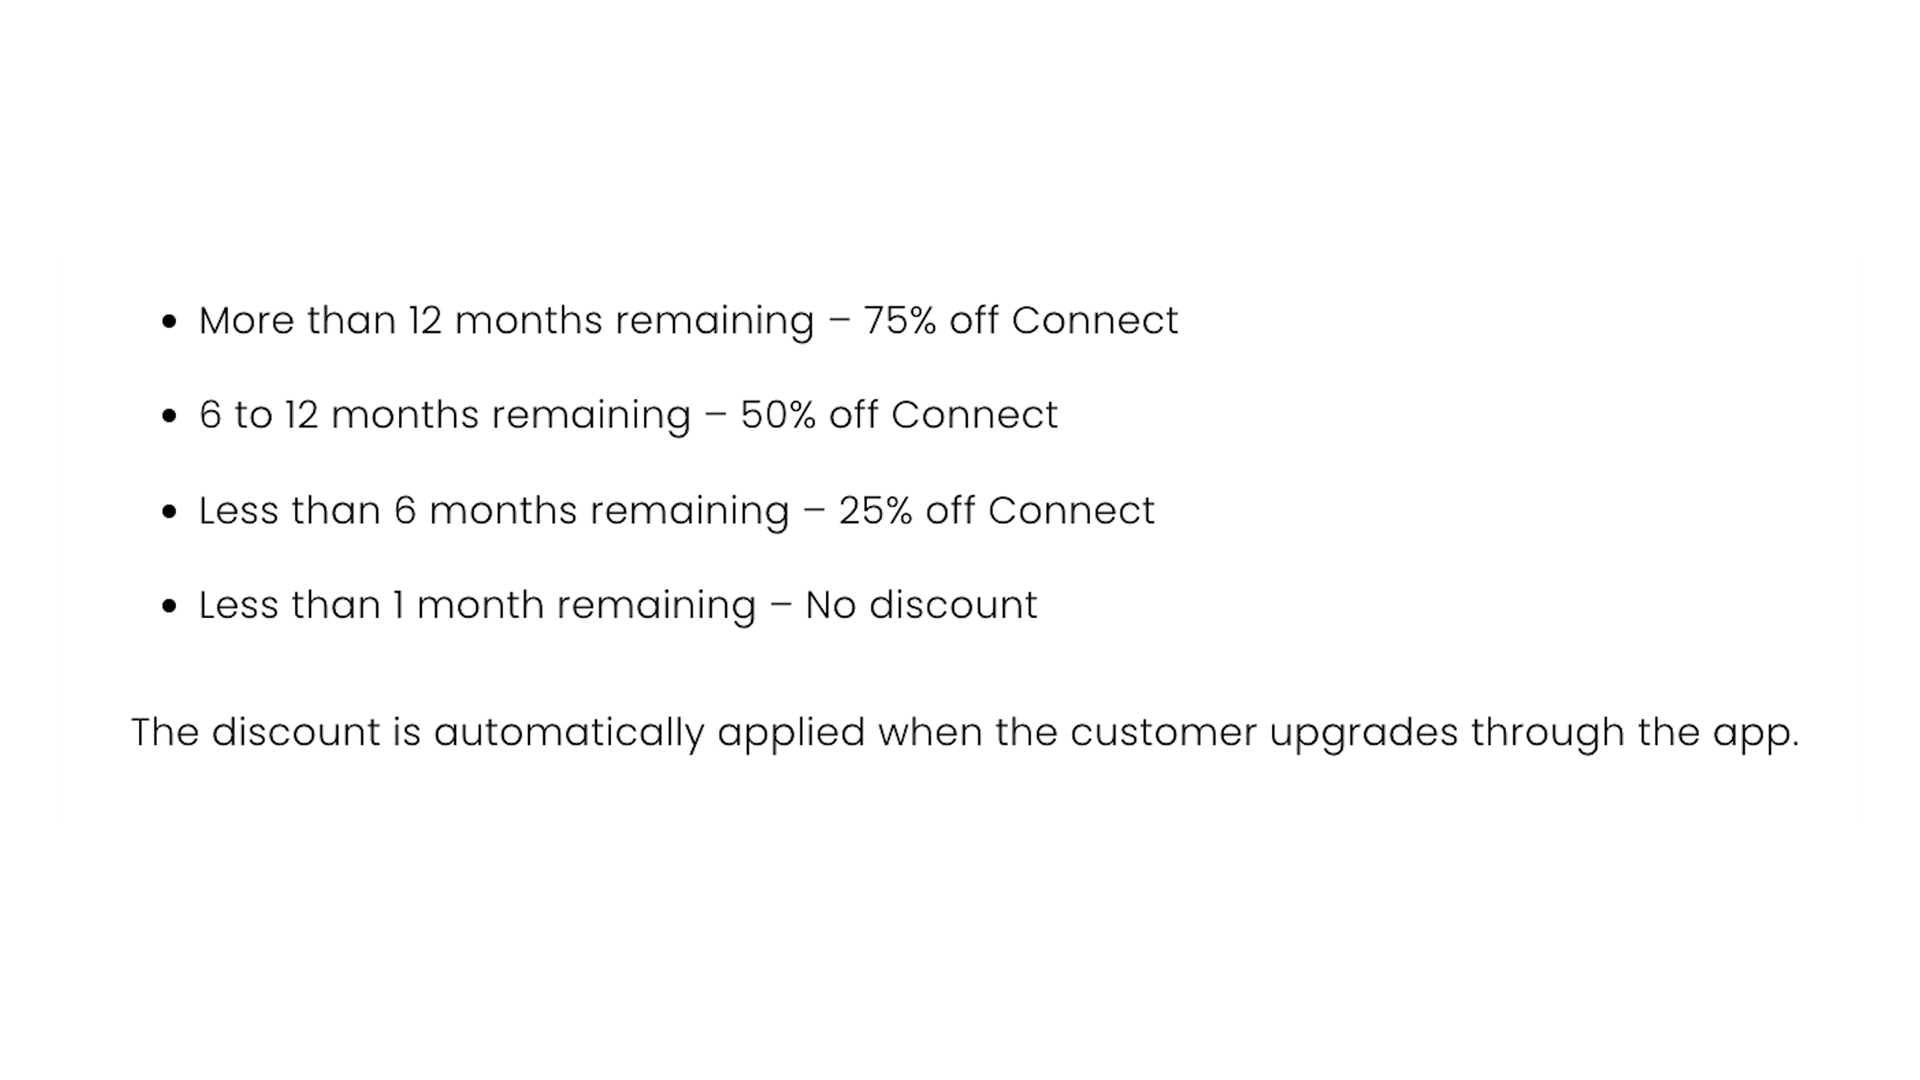 • More than 12 months remaining – 75% off Connect
• 6 to 12 months remaining – 50% off Connect
• Less than 6 months remaining – 25% off Connect
• Less than 1 month remaining – No discount
The discount is automatically applied when the customer upgrades through the app.